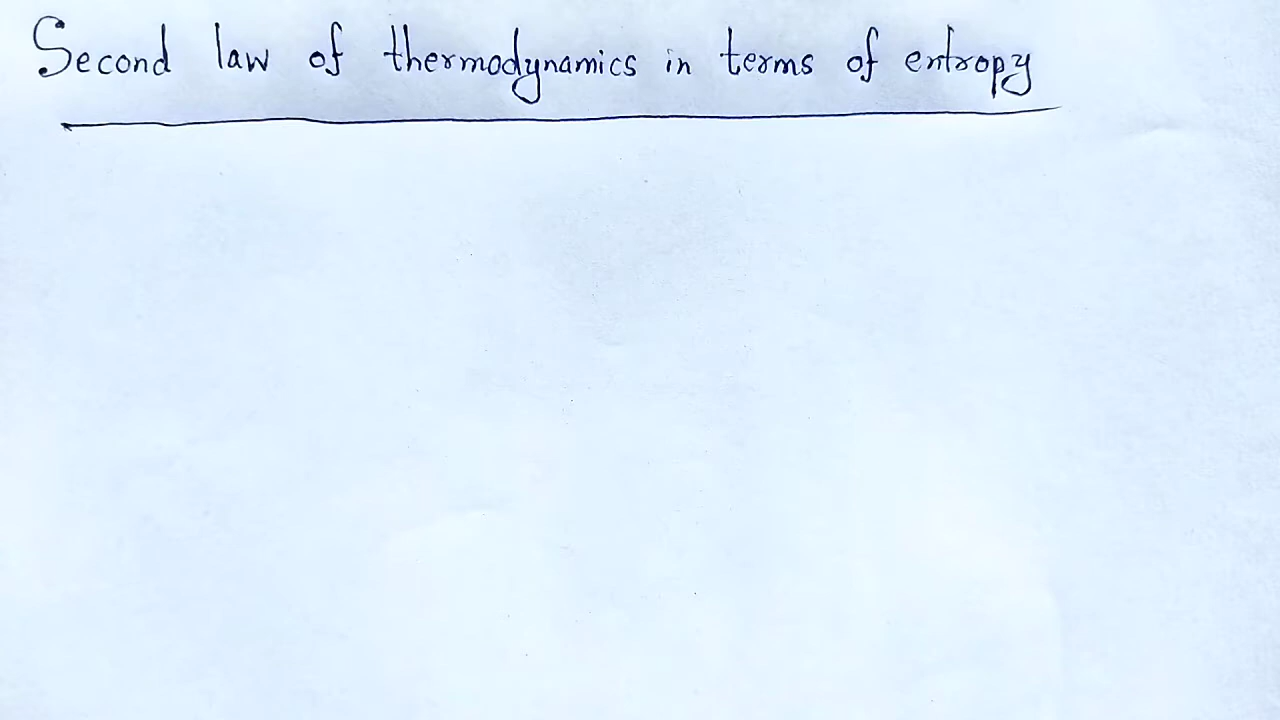 Second law of thermodynamics in terms of entropy